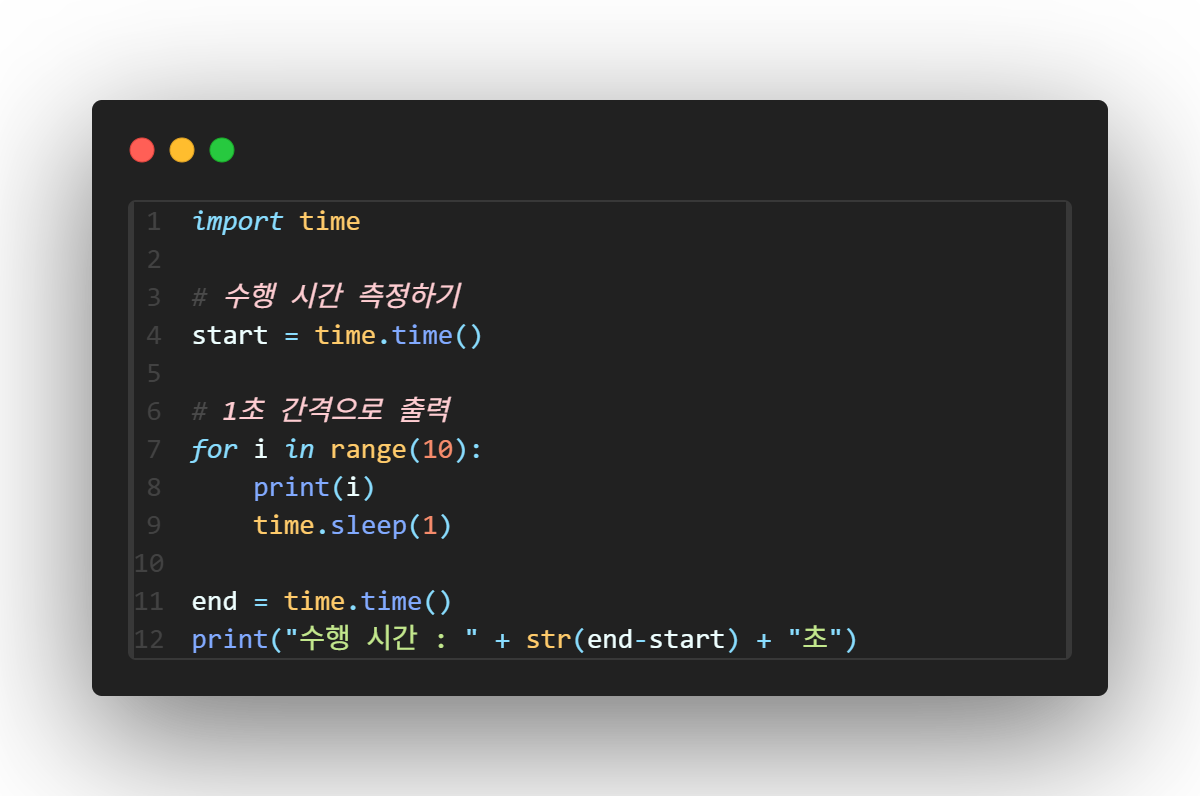 1 import time
2
3 # 수행 시간 측정하기
4 start = time.time()
5
6 # 1초 간격으로 출력
7 for i in range(10):
8     print(i)
9     time.sleep(1)
10
11 end = time.time()
12 print("수행 시간 : " + str(end-start) + "초")